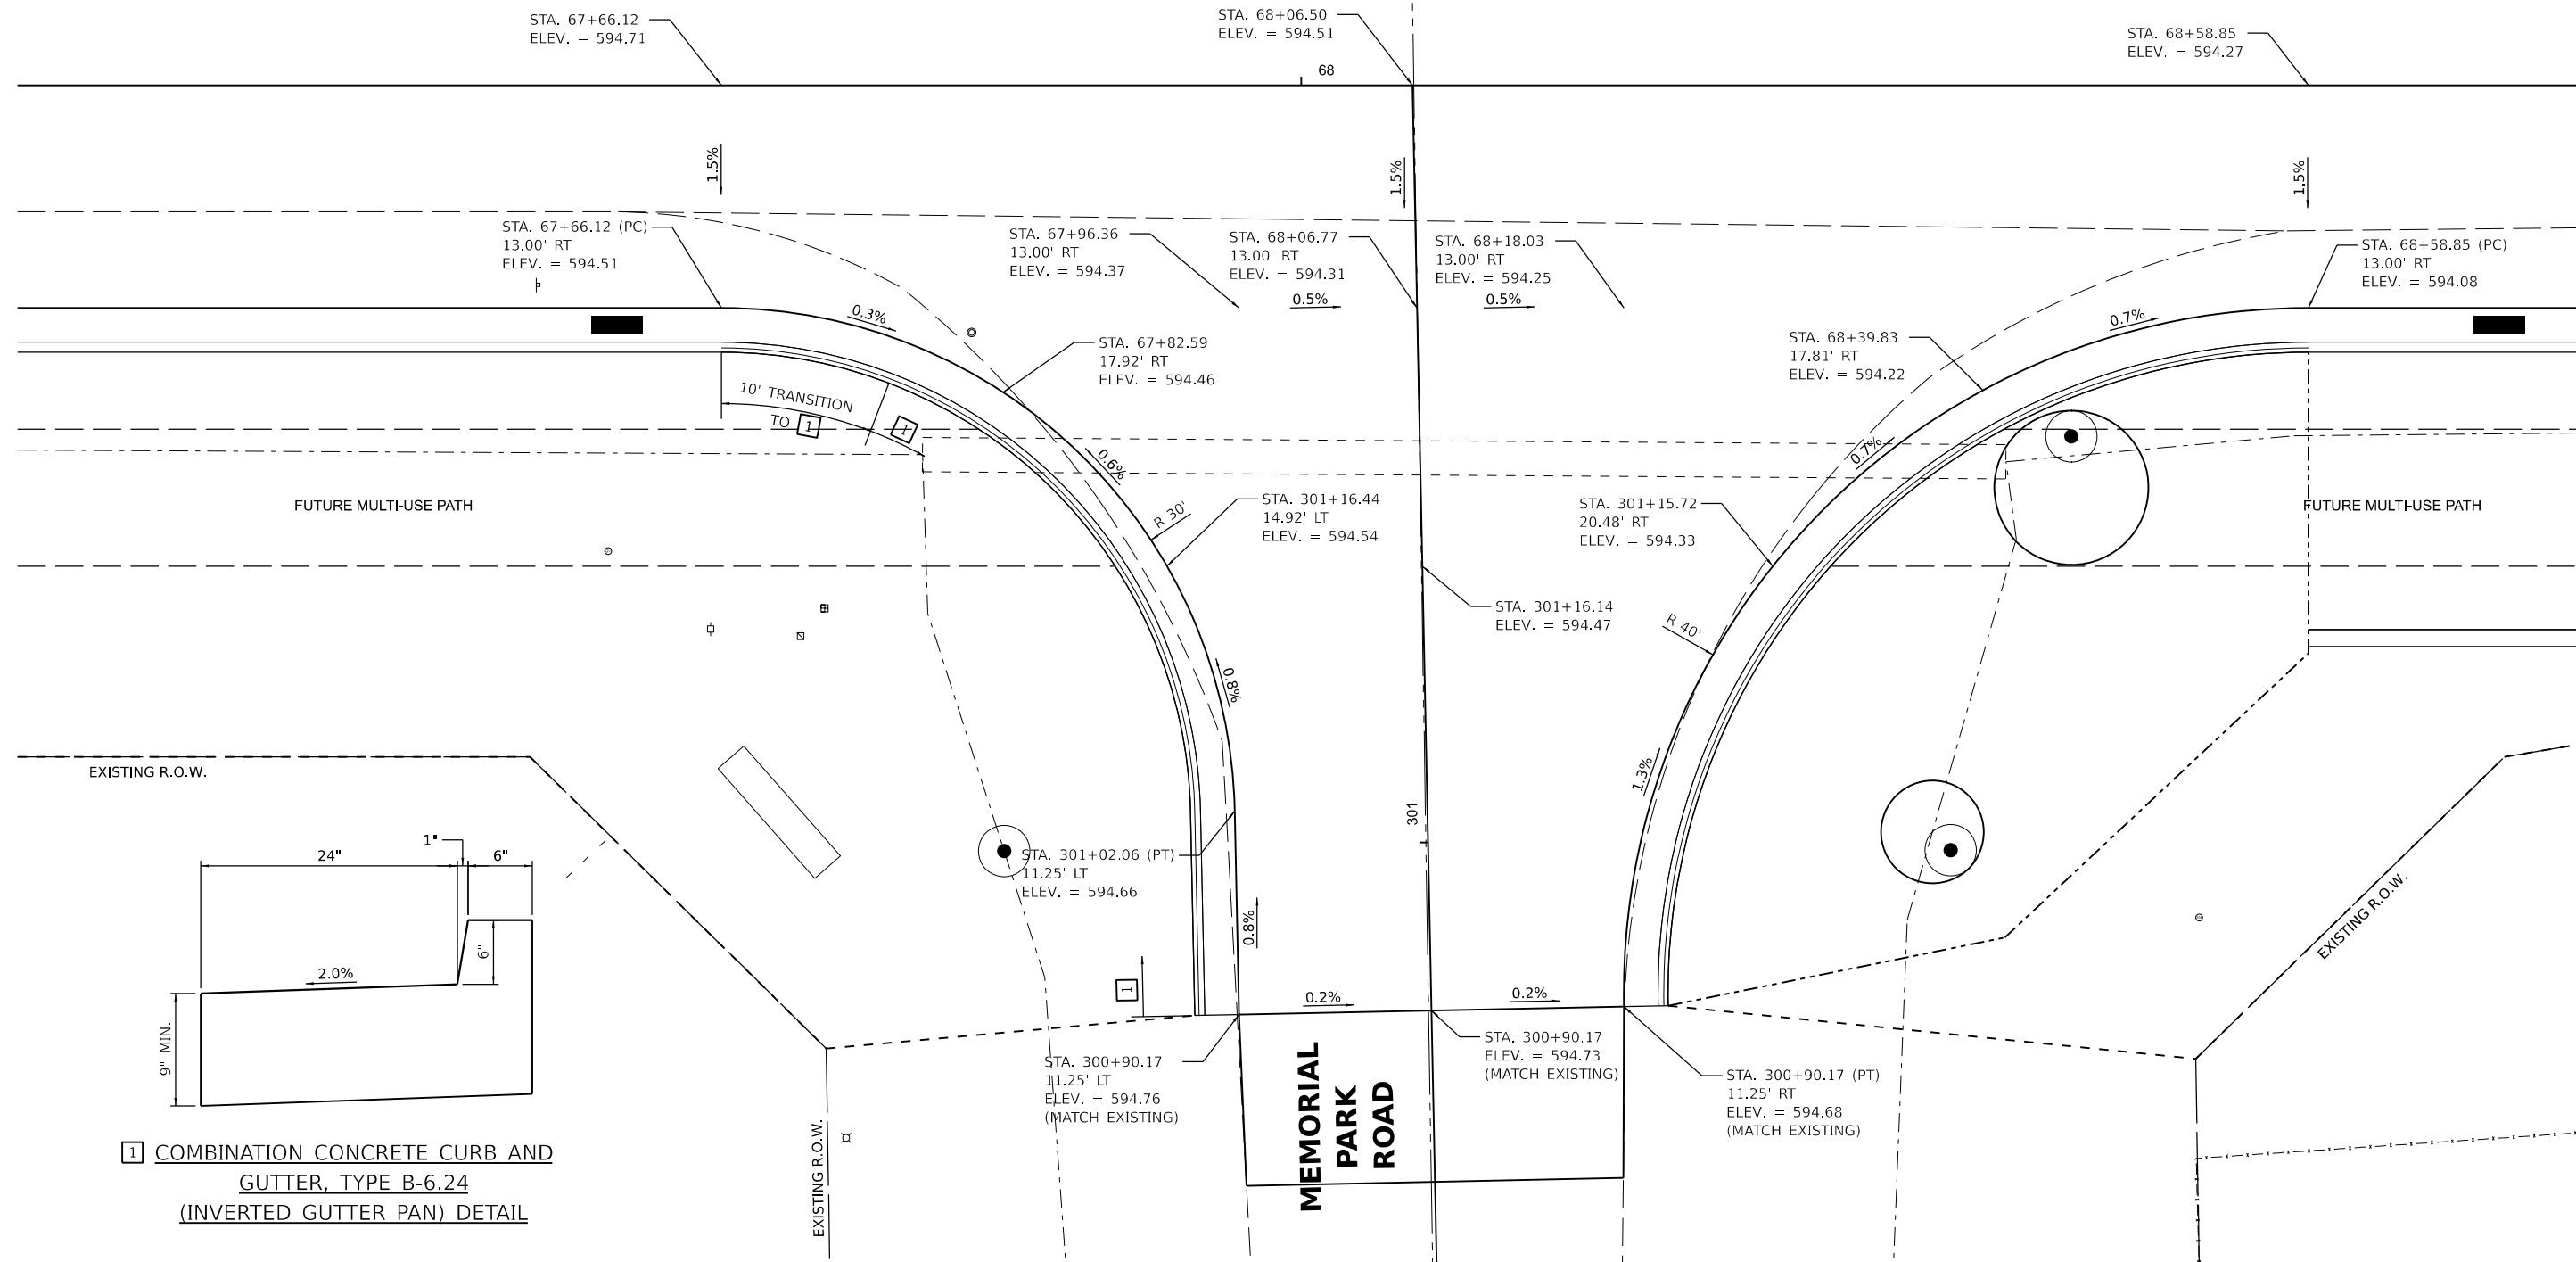 STA. 67+66.12
ELEV. = 594.71
STA. 68+06.50
ELEV. = 594.51
STA. 68+58.85
ELEV. = 594.27
68
1.5%
1.5%
1.5%
STA. 67+66.12 (PC)
13.00' RT
ELEV. = 594.51
STA. 67+96.36
13.00' RT
ELEV. = 594.37
STA. 68+06.77
13.00' RT
ELEV. = 594.31
STA. 68+18.03
13.00' RT
ELEV. = 594.25
STA. 68+58.85 (PC)
13.00' RT
ELEV. = 594.08
0.3%
0.5%
0.5%
0.7%
STA. 67+82.59
17.92' RT
ELEV. = 594.46
STA. 68+39.83
17.81' RT
ELEV. = 594.22
10' TRANSITION
TO 1
1
0.6%
0.7%
FUTURE MULTI-USE PATH
R 30'
STA. 301+16.44
14.92' LT
ELEV. = 594.54
STA. 301+15.72
20.48' RT
ELEV. = 594.33
FUTURE MULTI-USE PATH
STA. 301+16.14
ELEV. = 594.47
R 40'
0.8%
1.3%
301
EXISTING R.O.W.
STA. 301+02.06 (PT)
11.25' LT
ELEV. = 594.66
0.8%
EXISTING R.O.W.
1
0.2%
0.2%
STA. 300+90.17
11.25' LT
ELEV. = 594.76
(MATCH EXISTING)
STA. 300+90.17
ELEV. = 594.73
(MATCH EXISTING)
STA. 300+90.17 (PT)
11.25' RT
ELEV. = 594.68
(MATCH EXISTING)
MEMORIAL
PARK
ROAD
EXISTING R.O.W.
24"
1"
6"
6"
2.0%
9" MIN.
1 COMBINATION CONCRETE CURB AND
GUTTER, TYPE B-6.24
(INVERTED GUTTER PAN) DETAIL